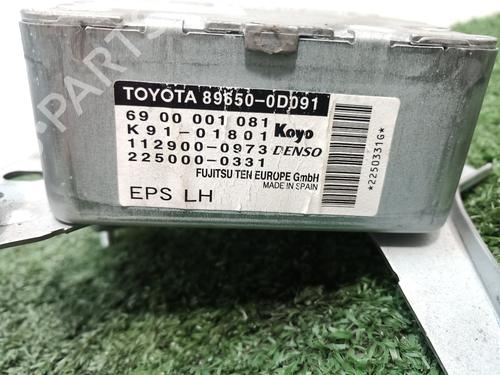 TOYOTA 89650-0D091
69 00 001 081 Koyo
K91-01801
112900-0973 DENSO
225000-0331
FUJITSU TEN EUROPE GmbH
MADE IN SPAIN
EPS LH
*2250331G*